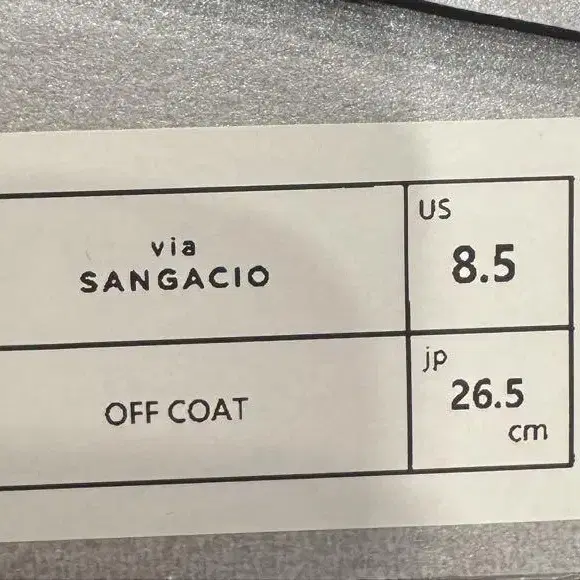 via
SANGACIO
US
8.5
OFF COAT
jp
26.5
cm